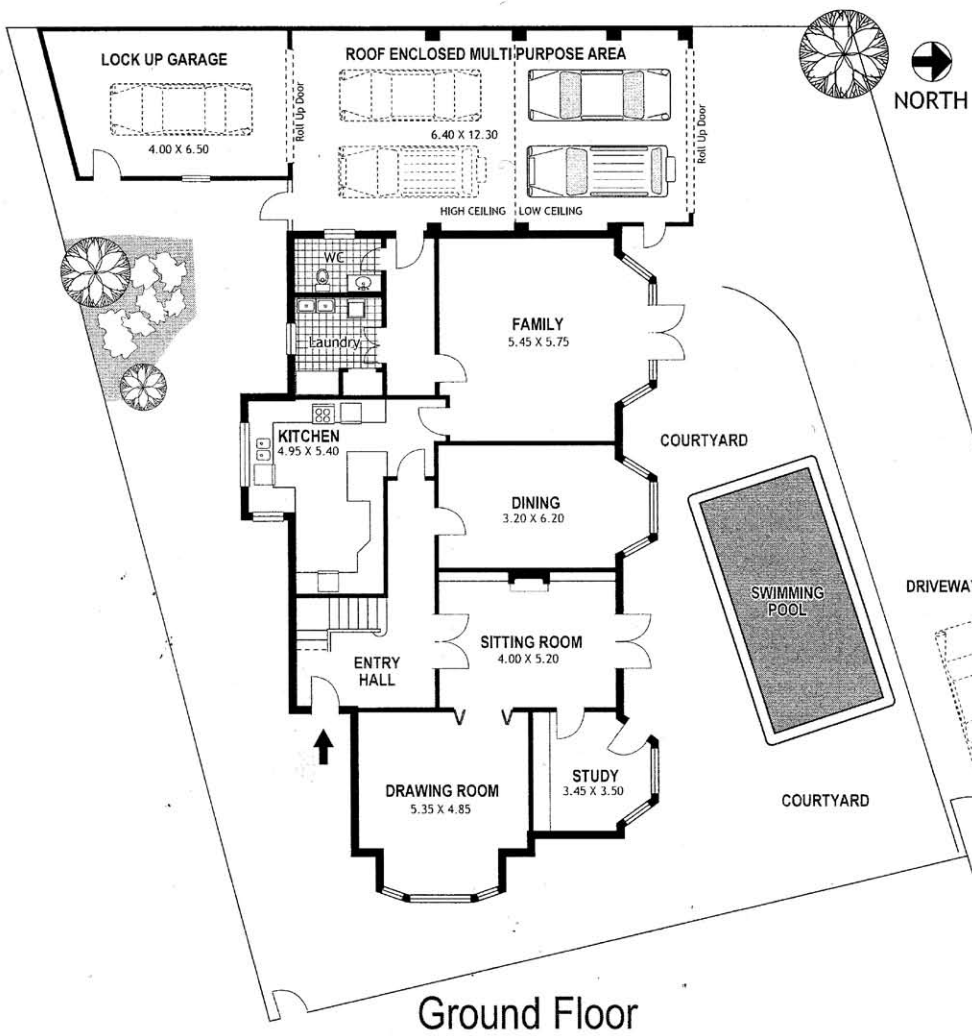 LOCK UP GARAGE
4.00 X 6.50
Roll Up Door
ROOF ENCLOSED MULTI PURPOSE AREA
6.40 X 12.30
HIGH CEILING
LOW CEILING
Roll Up Door
NORTH
WC
Laundry
FAMILY
5.45 X 5.75
KITCHEN
4.95 X 5.40
COURTYARD
DINING
3.20 X 6.20
SWIMMING
POOL
DRIVEWAY
SITTING ROOM
4.00 X 5.20
ENTRY
HALL
DRAWING ROOM
5.35 X 4.85
STUDY
3.45 X 3.50
COURTYARD
Ground Floor